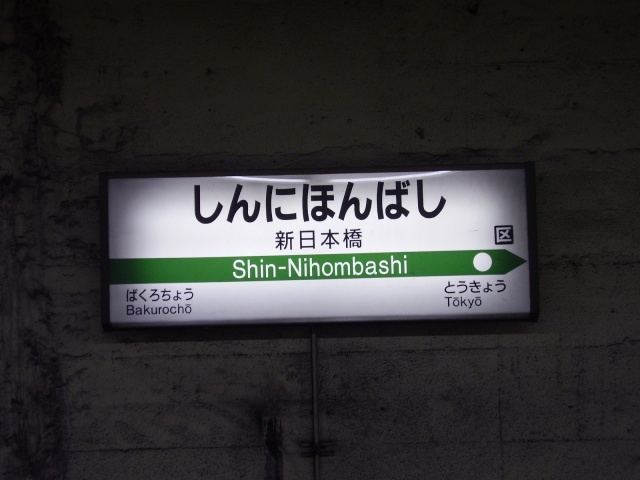 しんにほんばし
新日本橋
区
Shin-Nihombashi
ばくろちょう
Bakurochō
とうきょう
Tōkyō